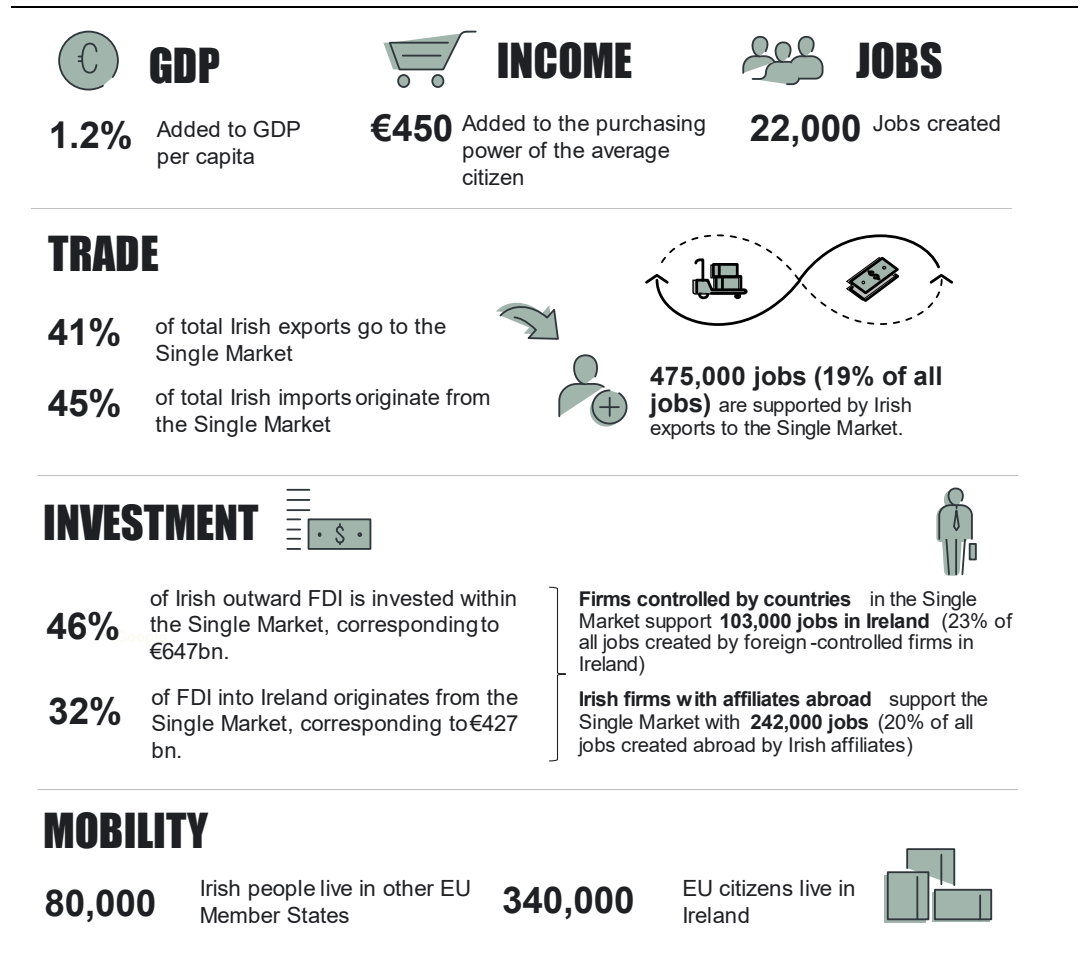 GDP
1.2%
Added to GDP
per capita
INCOME
€450
Added to the purchasing
power of the average
citizen
JOBS
22,000
Jobs created
TRADE
41%
of total Irish exports go to the
Single Market
45%
of total Irish imports originate from
the Single Market
475,000 jobs (19% of all
jobs) are supported by Irish
exports to the Single Market.
INVESTMENT
$
46%
of Irish outward FDI is invested within
the Single Market, corresponding to
€647bn.
32%
of FDI into Ireland originates from the
Single Market, corresponding to €427
bn.
Firms controlled by countries in the Single
Market support 103,000 jobs in Ireland (23% of
all jobs created by foreign-controlled firms in
Ireland)
Irish firms with affiliates abroad support the
Single Market with 242,000 jobs (20% of all
jobs created abroad by Irish affiliates)
MOBILITY
80,000
Irish people live in other EU
Member States
340,000
EU citizens live in
Ireland